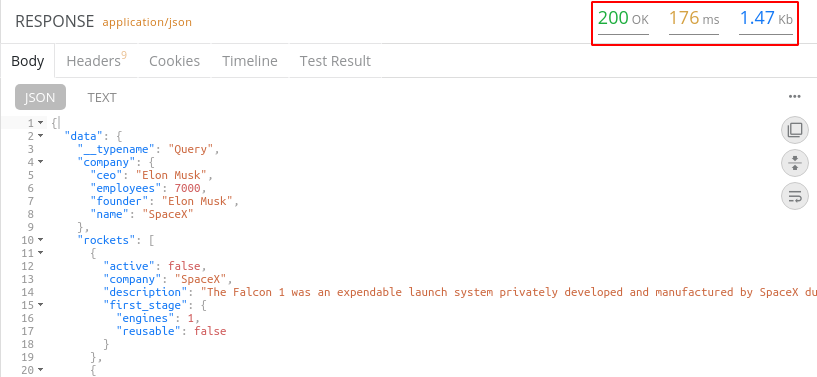 RESPONSE application/json 200 OK 176 ms 1.47 Kb
Body Headers9 Cookies Timeline Test Result
JSON TEXT
1 {
2 "data": {
3 "__typename": "Query",
4 "company": {
5 "ceo": "Elon Musk",
6 "employees": 7000,
7 "founder": "Elon Musk",
8 "name": "SpaceX"
9 },
10 "rockets": [
11 {
12 "active": false,
13 "company": "SpaceX",
14 "description": "The Falcon 1 was an expendable launch system privately developed and manufactured by SpaceX du
15 "first_stage": {
16 "engines": 1,
17 "reusable": false
18 }
19 },
20 {